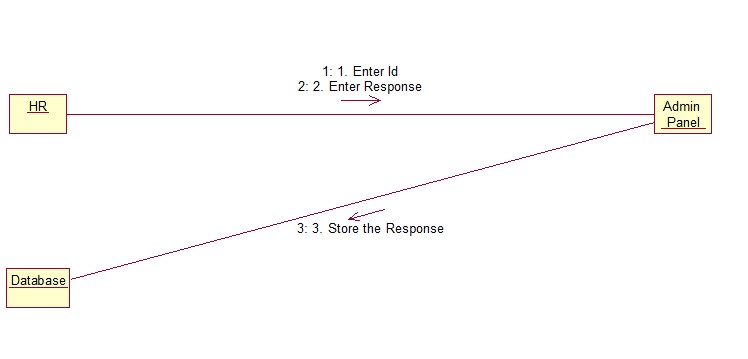 1: 1. Enter Id
2: 2. Enter Response
HR
Admin
Panel
3: 3. Store the Response
Database